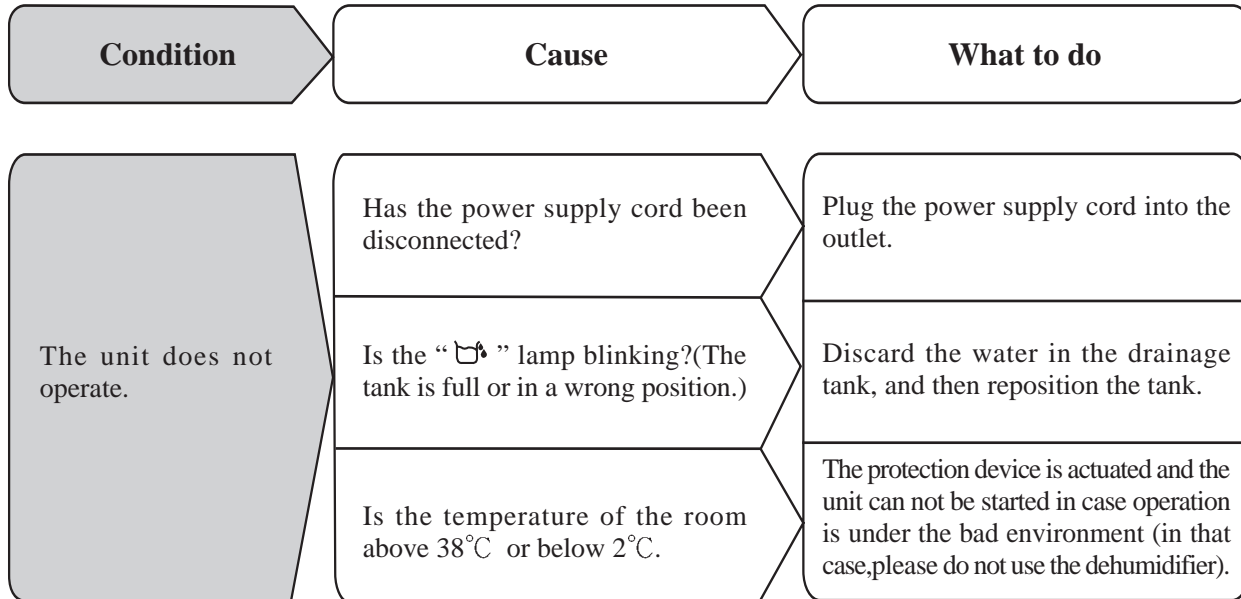 Condition
Cause
What to do
The unit does not
operate.
Has the power supply cord been
disconnected?
Plug the power supply cord into the
outlet.
Is the “ ” lamp blinking?(The
tank is full or in a wrong position.)
Discard the water in the drainage
tank, and then reposition the tank.
Is the temperature of the room
above 38℃ or below 2℃.
The protection device is actuated and the
unit can not be started in case operation
is under the bad environment (in that
case,please do not use the dehumidifier).